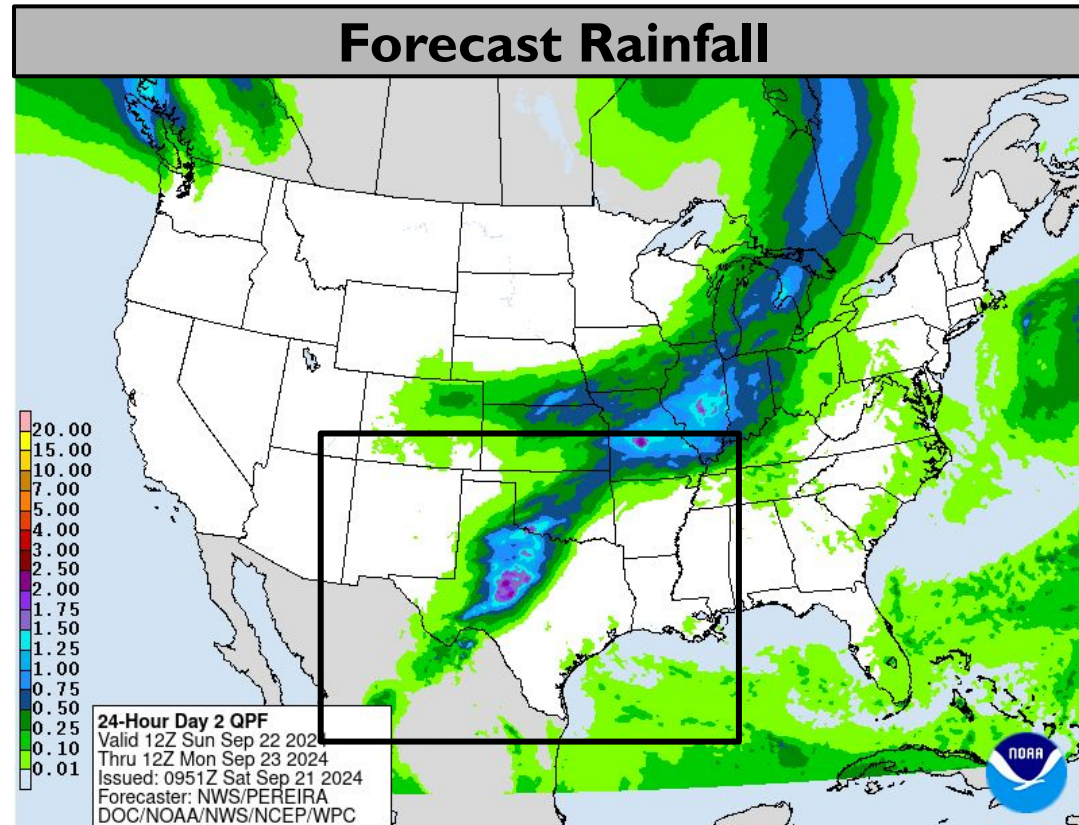 Forecast Rainfall
20.00
15.00
10.00
7.00
5.00
4.00
3.00
2.50
2.00
1.75
1.50
1.25
1.00
0.75
0.50
0.25
0.10
0.01
24-Hour Day 2 QPF
Valid 12Z Sun Sep 22 2024
Thru 12Z Mon Sep 23 2024
Issued: 0951Z Sat Sep 21 2024
Forecaster: NWS/PEREIRA
DOC/NOAA/NWS/NCEP/WPC
NOAA